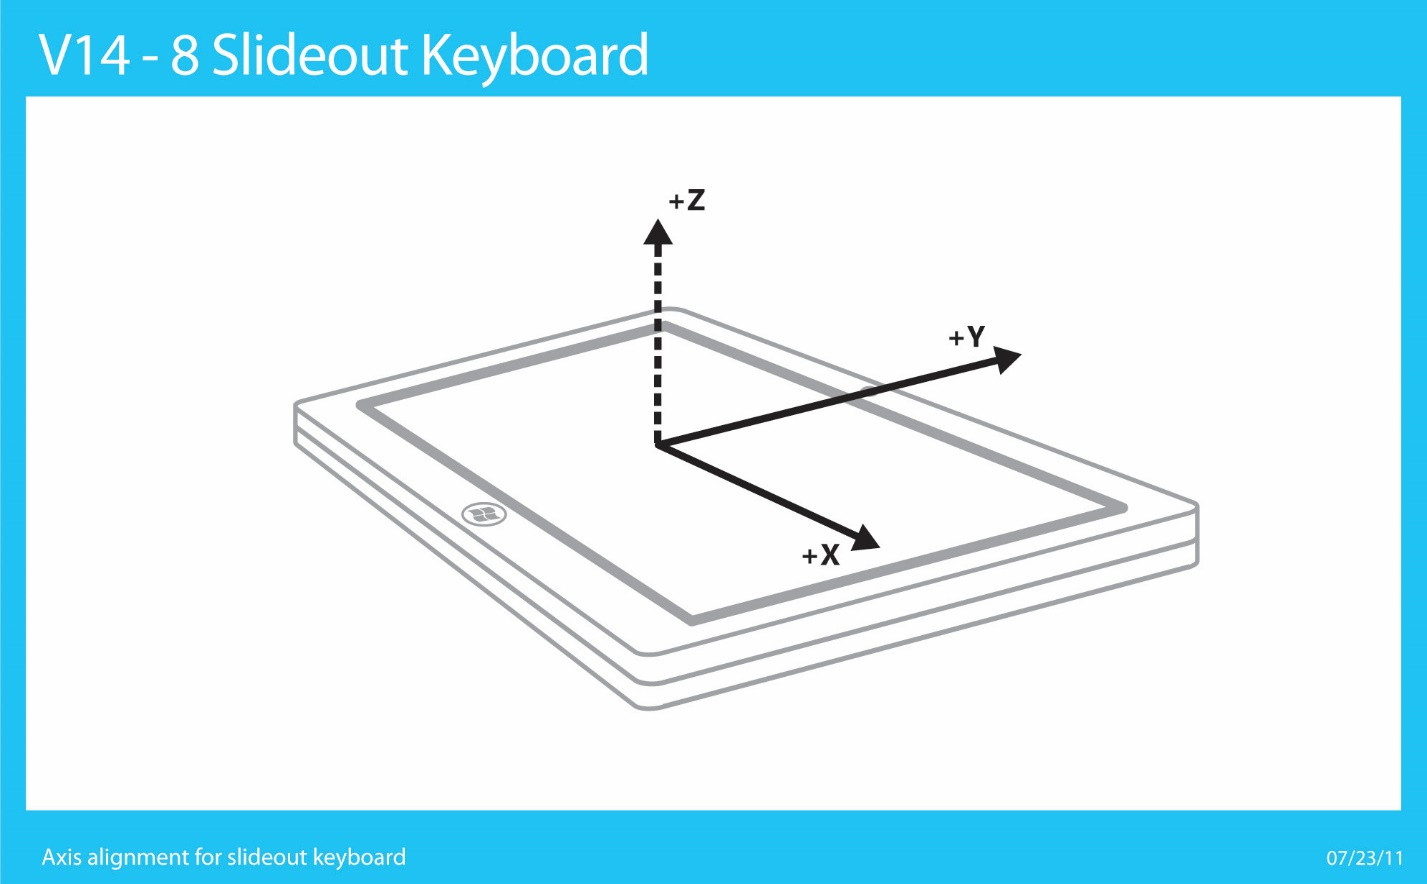 V14 - 8 Slideout Keyboard
+Z
+Y
+X
Axis alignment for slideout keyboard
07/23/11